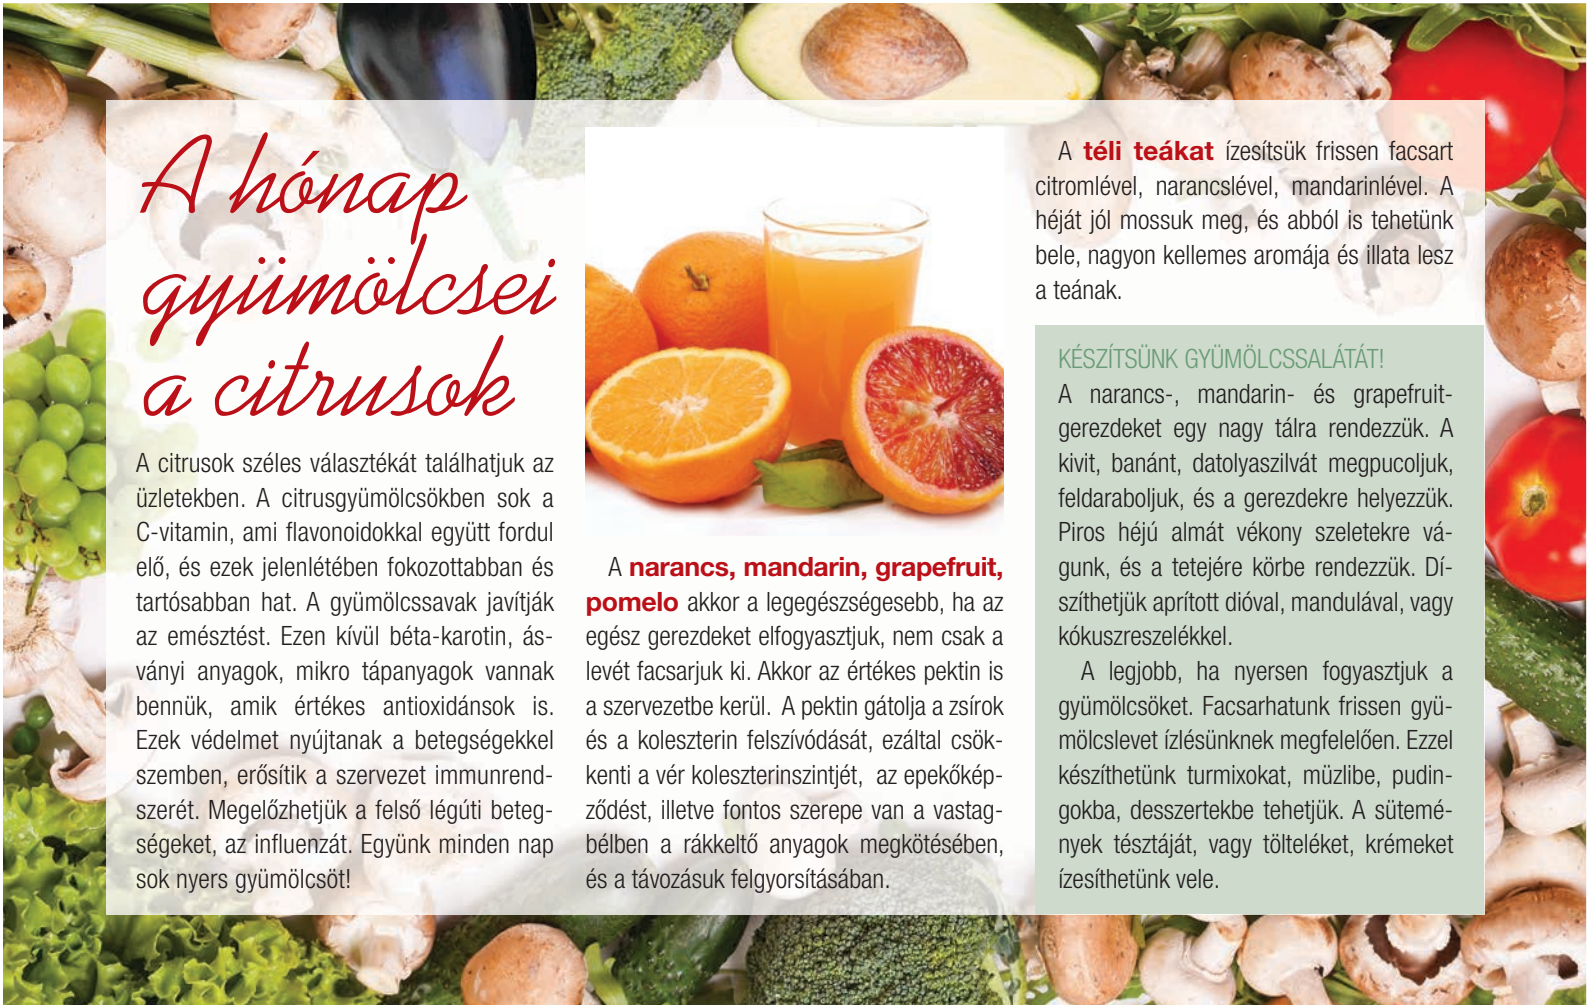 A hónap
gyümölcsei
a citrusok
A citrusok széles választékát találhatjuk az
üzletekben. A citrusgyümölcsökben sok a
C-vitamin, ami flavonoidokkal együtt fordul
elő, és ezek jelenlétében fokozottabban és
tartósabban hat. A gyümölcssavak javítják
az emésztést. Ezen kívül béta-karotin, ás-
ványi anyagok, mikro tápanyagok vannak
bennük, amik értékes antioxidánsok is.
Ezek védelmet nyújtanak a betegségekkel
szemben, erősítik a szervezet immunrend-
szerét. Megelőzhetjük a felső légúti beteg-
ségeket, az influenzát. Együnk minden nap
sok nyers gyümölcsöt!
A narancs, mandarin, grapefruit,
pomelo akkor a legegészségesebb, ha az
egész gerezdeket elfogyasztjuk, nem csak a
levét facsarjuk ki. Akkor az értékes pektin is
a szervezetbe kerül. A pektin gátolja a zsírok
és a koleszterin felszívódását, ezáltal csök-
kenti a vér koleszterinszintjét, az epekőkép-
ződést, illetve fontos szerepe van a vastag-
bélben a rákkeltő anyagok megkötésében,
és a távozásuk felgyorsításában.
A téli teákat ízesítsük frissen facsart
citromlével, narancslével, mandarinlével. A
héját jól mossuk meg, és abból is tehetünk
bele, nagyon kellemes aromája és illata lesz
a teának.
KÉSZÍTSÜNK GYÜMÖLCSSALÁTÁT!
A narancs-, mandarin- és grapefruit-
gerezdeket egy nagy tálra rendezzük. A
kivit, banánt, datolyaszilvát megpucoljuk,
feldaraboljuk, és a gerezdekre helyezzük.
Piros héjú almát vékony szeletekre vá-
gunk, és a tetejére körbe rendezzük. Dí-
szíthetjük aprított dióval, mandulával, vagy
kókuszreszelékkel.
A legjobb, ha nyersen fogyasztjuk a
gyümölcsöket. Facsarhatunk frissen gyü-
mölcslevet ízlésünknek megfelelően. Ezzel
készíthetünk turmixokat, müzlibe, pudin-
gokba, desszertekbe tehetjük. A sütemé-
nyek tésztáját, vagy tölteléket, krémeket
ízesíthetünk vele.